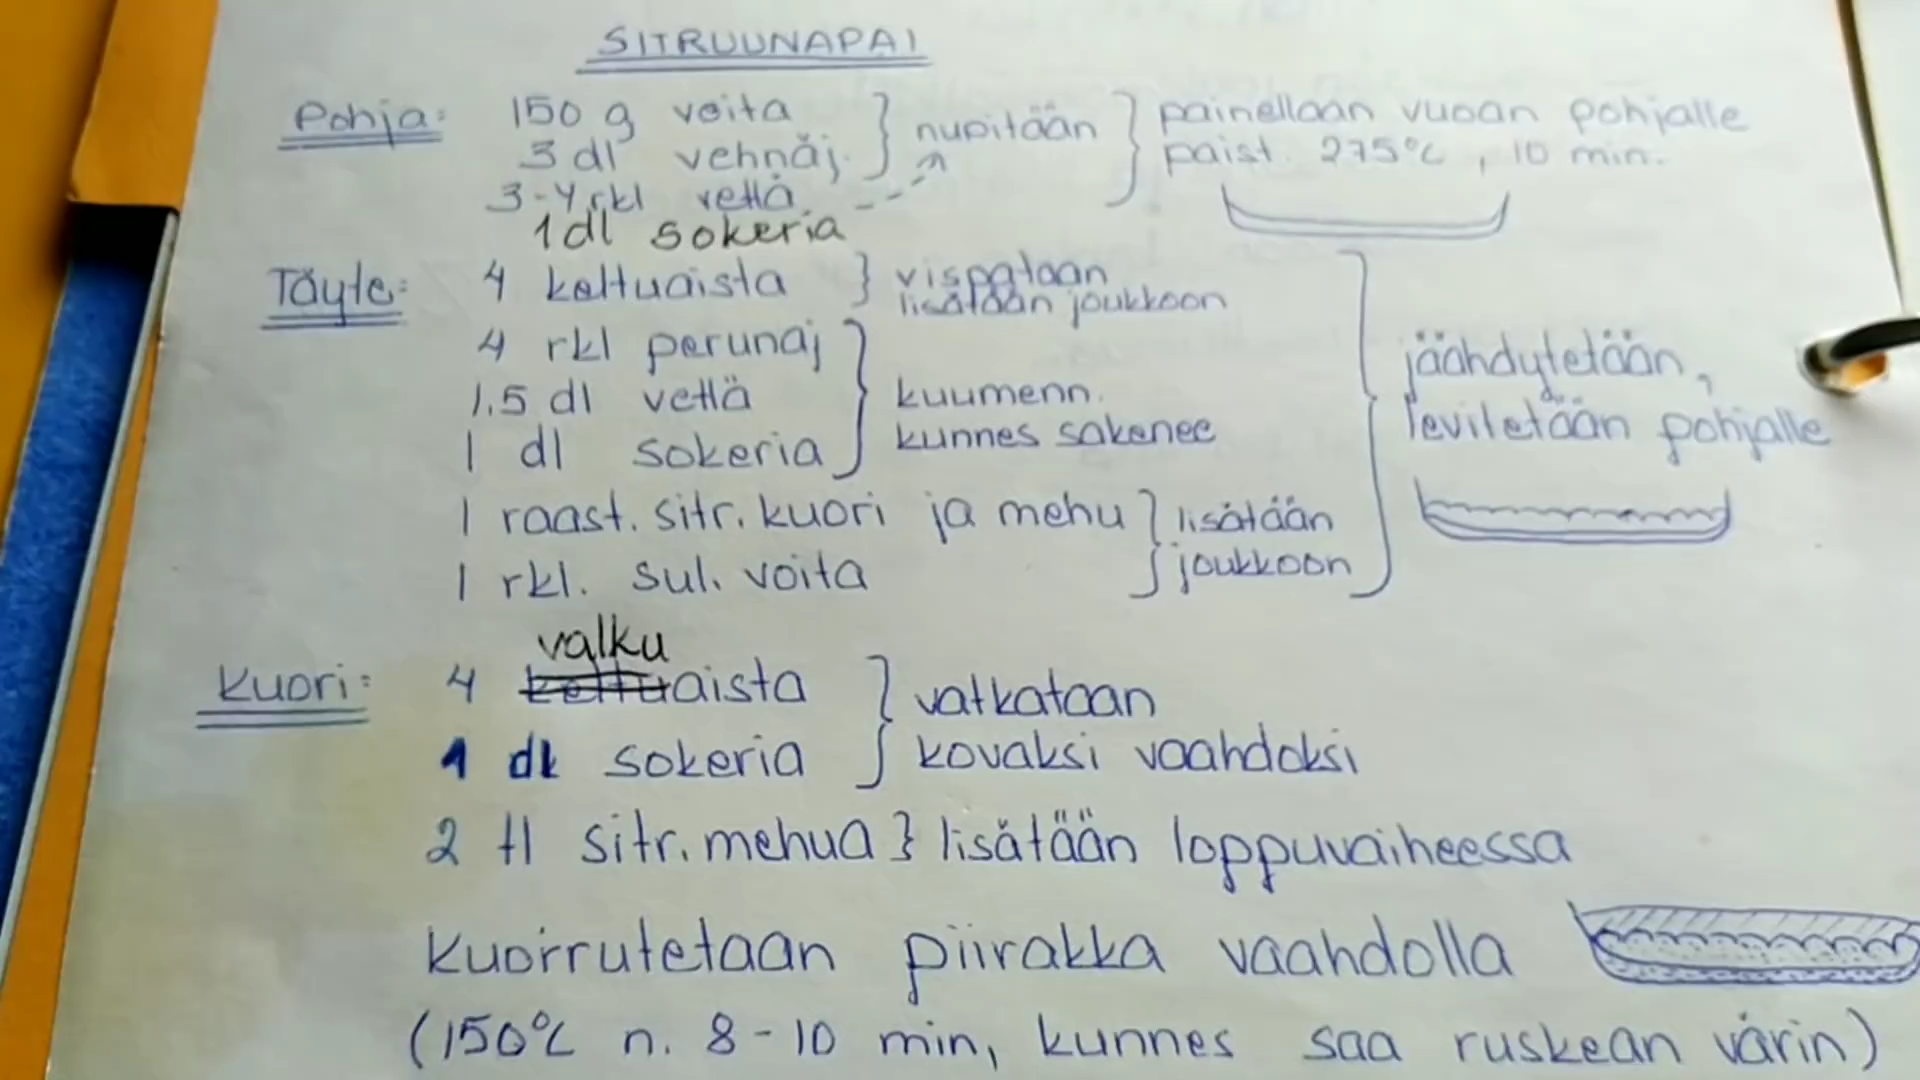 SITRUUNAPAI
Pohja: 150 g voita } nupitään } painellaan vuoan pohjalle
3 dl vehnäj. paist. 275°C, 10 min.
3-4 rkl vettä
1 dl sokeria
Täyte: 4 keltuaista } vispataan
lisätään joukkoon
4 rkl perunaj
1,5 dl vettä kuumenn.
1 dl sokeria kunnes sakenee
jäähdytetään,
levitetään pohjalle
1 raast. sitr. kuori ja mehu } lisätään
1 rkl. sul. voita joukkoon
valku
Kuori: 4 keltuaista } vatkataan
1 dl sokeria kovaksi vaahdoksi
2 tl sitr. mehua } lisätään loppuvaiheessa
Kuorrutetaan piirakka vaahdolla
(150°C n. 8-10 min, kunnes saa ruskean värin)